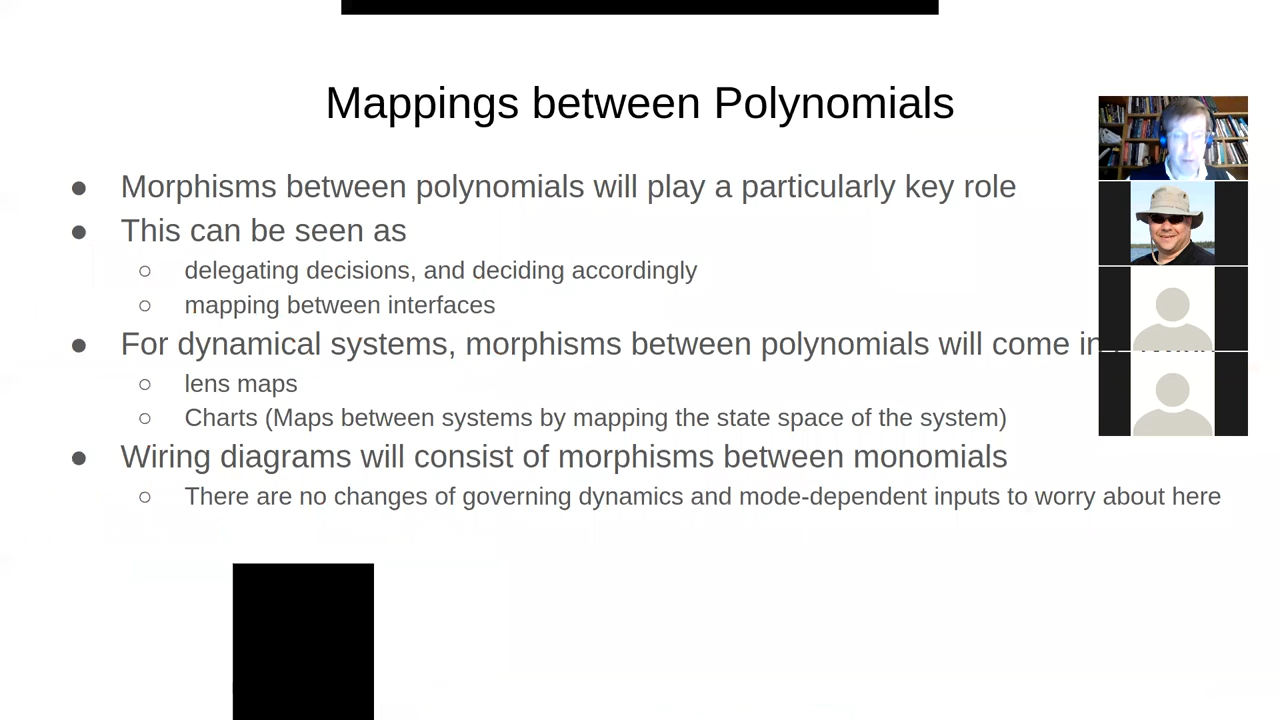 Mappings between Polynomials
● Morphisms between polynomials will play a particularly key role
● This can be seen as
○ delegating decisions, and deciding accordingly
○ mapping between interfaces
● For dynamical systems, morphisms between polynomials will come in
○ lens maps
○ Charts (Maps between systems by mapping the state space of the system)
● Wiring diagrams will consist of morphisms between monomials
○ There are no changes of governing dynamics and mode-dependent inputs to worry about here